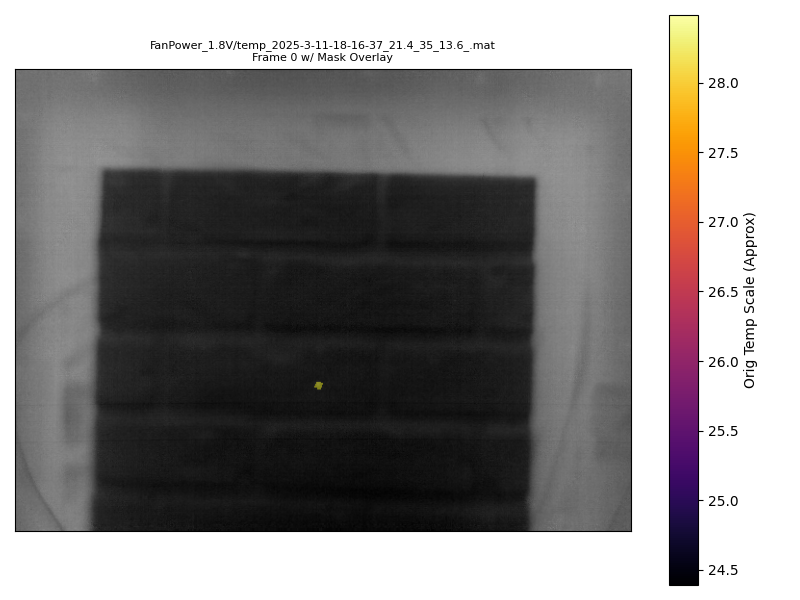 FanPower_1.8V/temp_2025-3-11-18-16-37_21.4_35_13.6_.mat
Frame 0 w/ Mask Overlay
28.0
27.5
27.0
26.5
26.0
25.5
25.0
24.5
Orig Temp Scale (Approx)